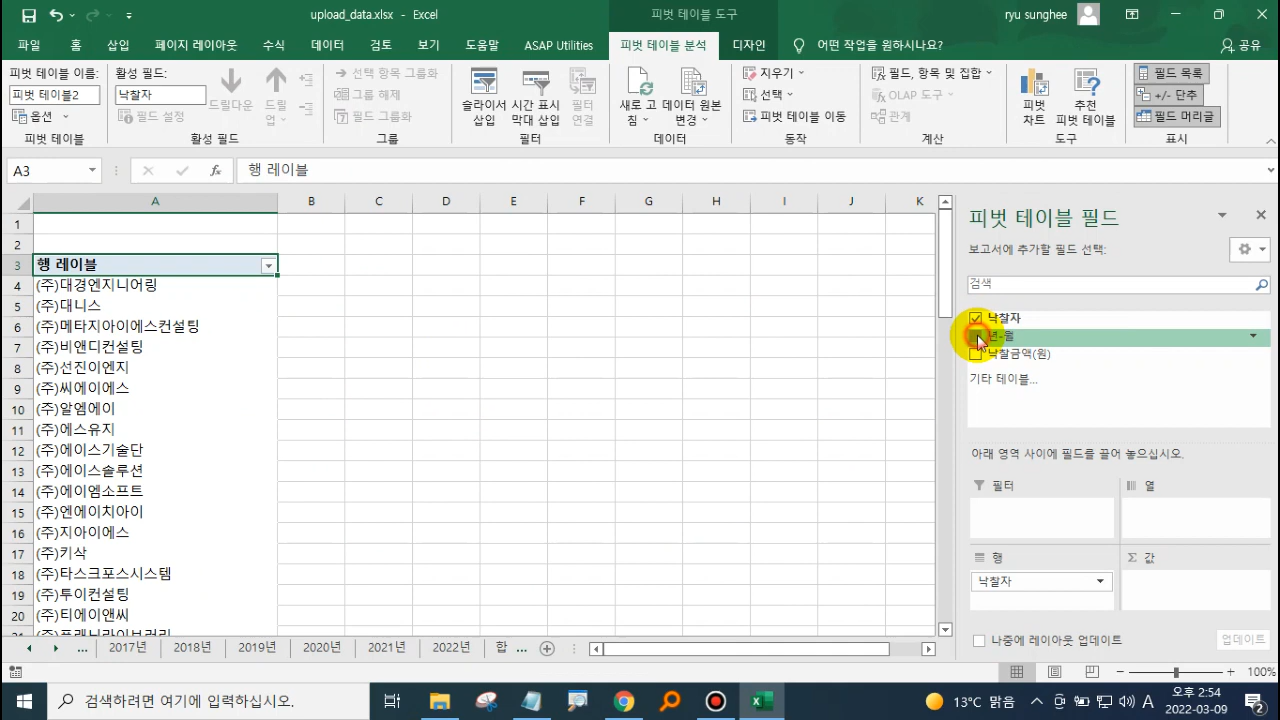 upload_data.xlsx - Excel
피벗 테이블 도구
ryu sunghee
파일
홈
삽입
페이지 레이아웃
수식
데이터
검토
보기
도움말
ASAP Utilities
피벗 테이블 분석
디자인
어떤 작업을 원하시나요?
공유
피벗 테이블 이름:
피벗 테이블2
옵션
피벗 테이블
활성 필드:
낙찰자
필드 설정
드릴다운
드릴
업
활성 필드
선택 항목 그룹화
그룹 해제
필드 그룹화
그룹
슬라이서
삽입
시간 표시
막대 삽입
필터
연결
필터
새로 고
침
데이터 원본
변경
데이터
지우기
선택
피벗 테이블 이동
동작
필드, 항목 및 집합
OLAP 도구
관계
계산
피벗
차트
추천
피벗 테이블
도구
필드 목록
+/- 단추
필드 머리글
표시
A3
fx
행 레이블
A B C D E F G H I J K
1
2
3 행 레이블
4 (주)대경엔지니어링
5 (주)대니스
6 (주)메타지아이에스컨설팅
7 (주)비앤디컨설팅
8 (주)선진이엔지
9 (주)씨에이에스
10 (주)알엠에이
11 (주)에스유지
12 (주)에이스기술단
13 (주)에이스솔루션
14 (주)에이엠소프트
15 (주)엔에이치아이
16 (주)지아이에스
17 (주)키삭
18 (주)타스크포스시스템
19 (주)투이컨설팅
20 (주)티에이앤씨
피벗 테이블 필드
보고서에 추가할 필드 선택:
검색
낙찰자
년-월
낙찰금액(원)
기타 테이블...
아래 영역 사이에 필드를 끌어 놓으십시오.
필터
열
행
Σ 값
낙찰자
나중에 레이아웃 업데이트
업데이트
... 2017년 2018년 2019년 2020년 2021년 2022년 합 ...
100%
검색하려면 여기에 입력하십시오.
13°C 맑음
A
오후 2:54
2022-03-09
2